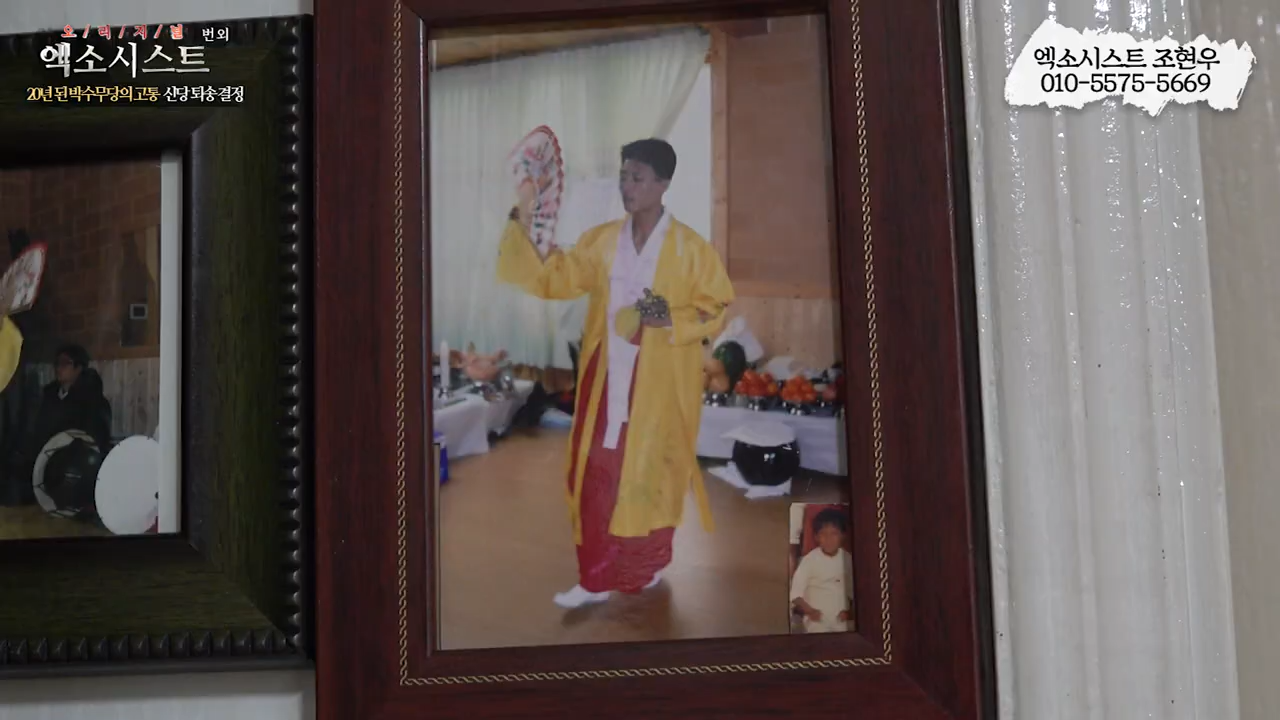 오/리/지/널 번외
엑소시스트
20년 된 박수무당의 고통 신당 퇴송 결정
엑소시스트 조현우
010-5575-5669